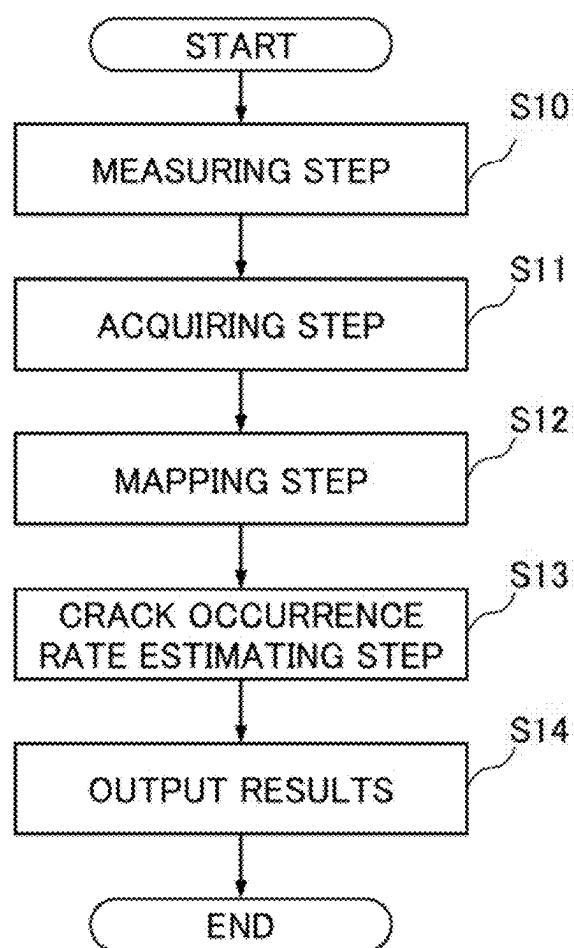 START
S10
MEASURING STEP
S11
ACQUIRING STEP
S12
MAPPING STEP
S13
CRACK OCCURRENCE
RATE ESTIMATING STEP
S14
OUTPUT RESULTS
END